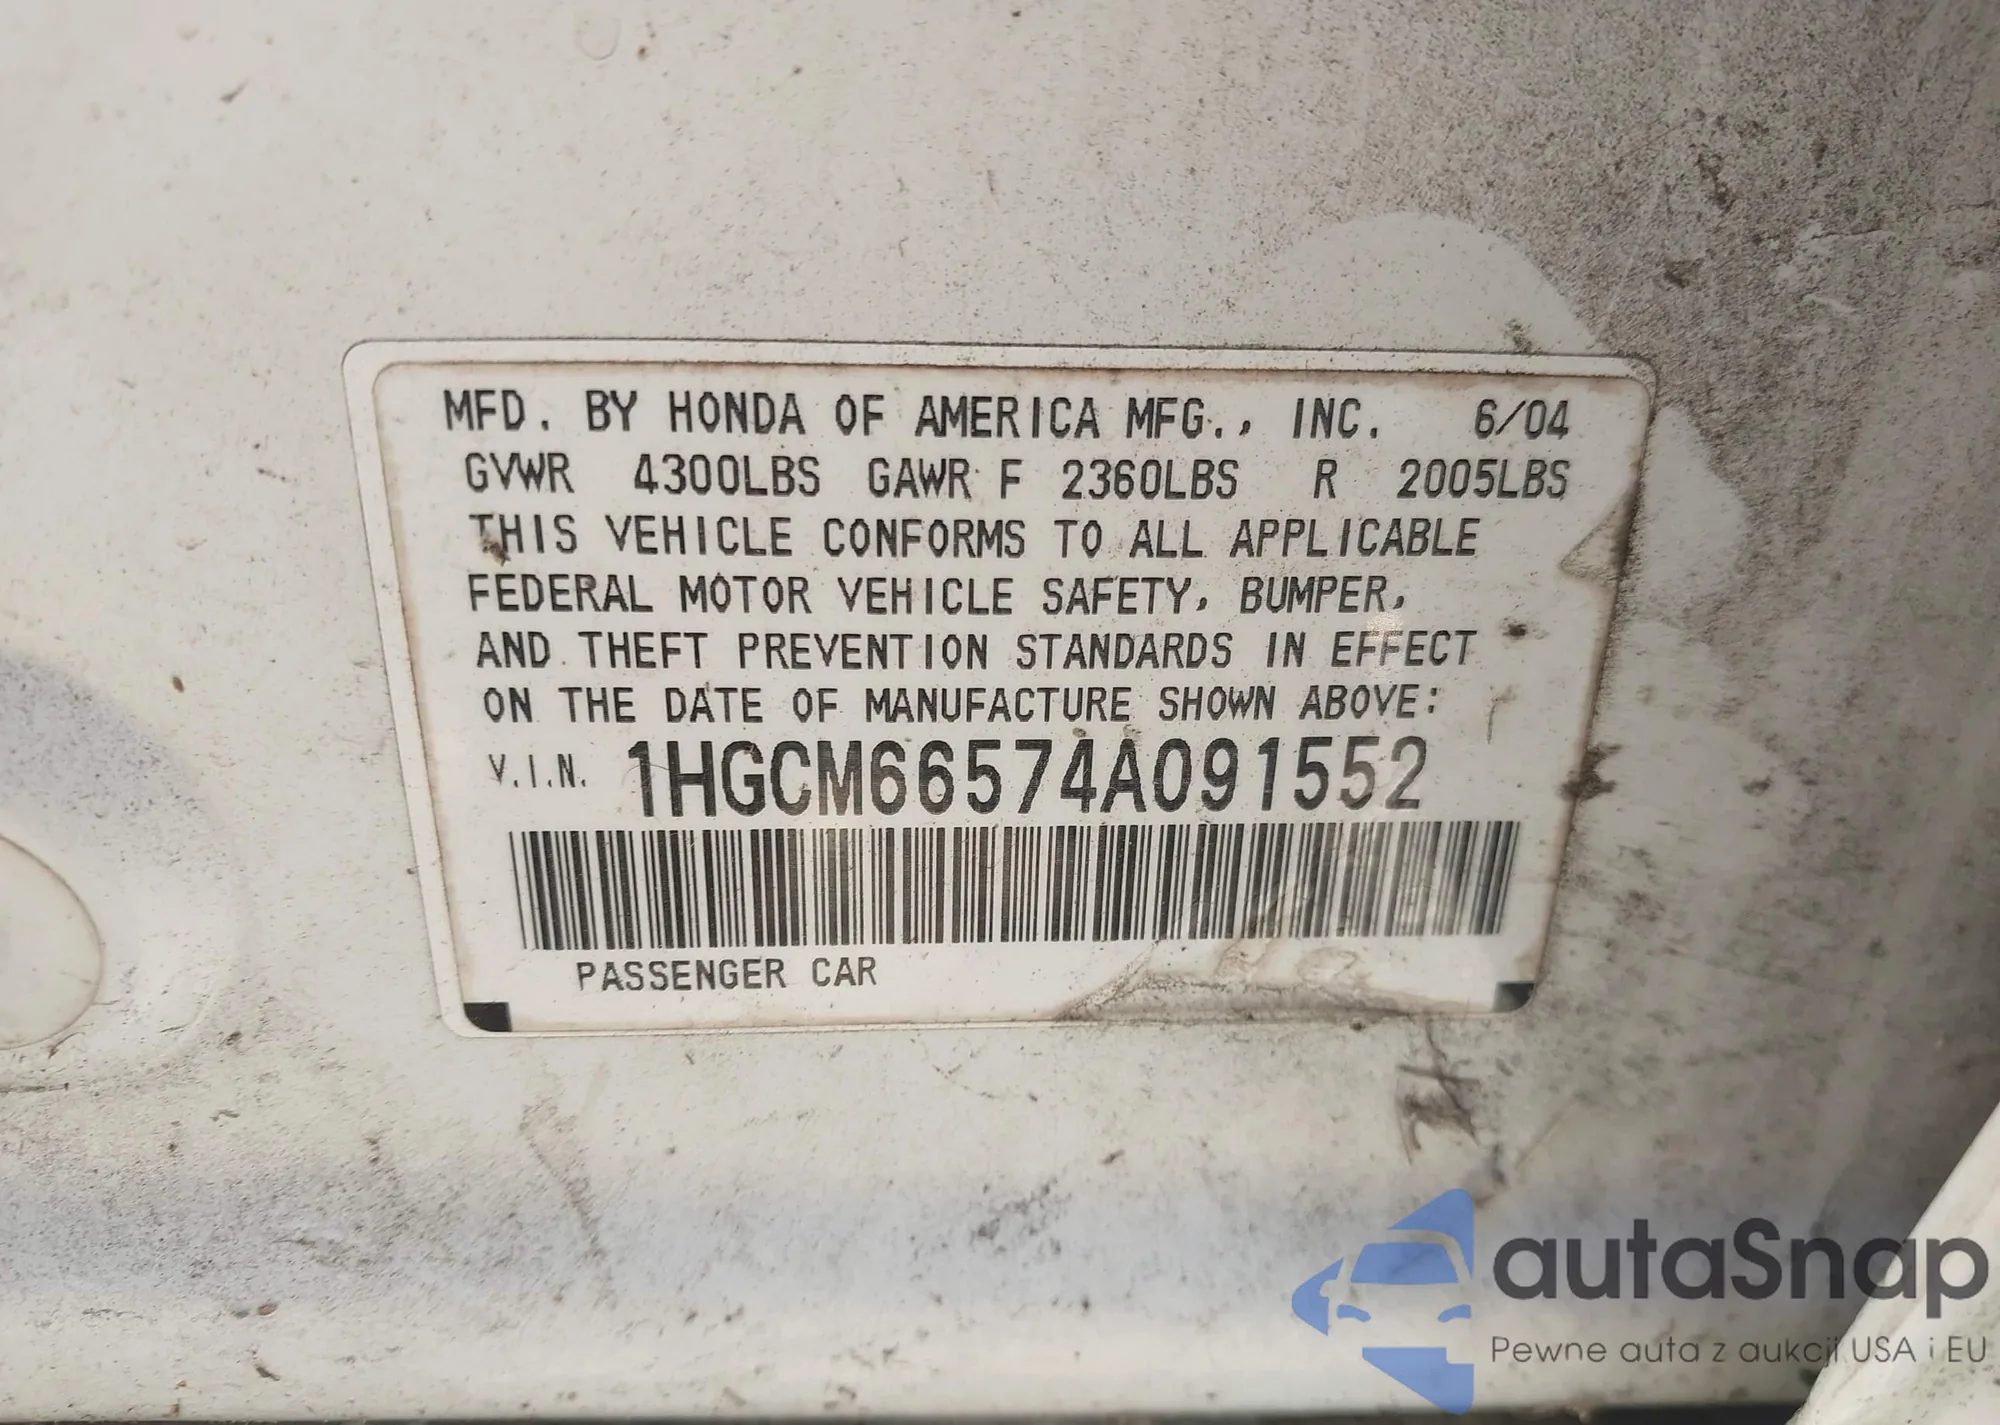 MFD. BY HONDA OF AMERICA MFG., INC. 6/04
GVWR 4300LBS GAWR F 2360LBS R 2005LBS
THIS VEHICLE CONFORMS TO ALL APPLICABLE
FEDERAL MOTOR VEHICLE SAFETY, BUMPER,
AND THEFT PREVENTION STANDARDS IN EFFECT
ON THE DATE OF MANUFACTURE SHOWN ABOVE:
V.I.N. 1HGCM66574A091552
PASSENGER CAR
autaSnap
Pewne auta z aukcji USA i EU